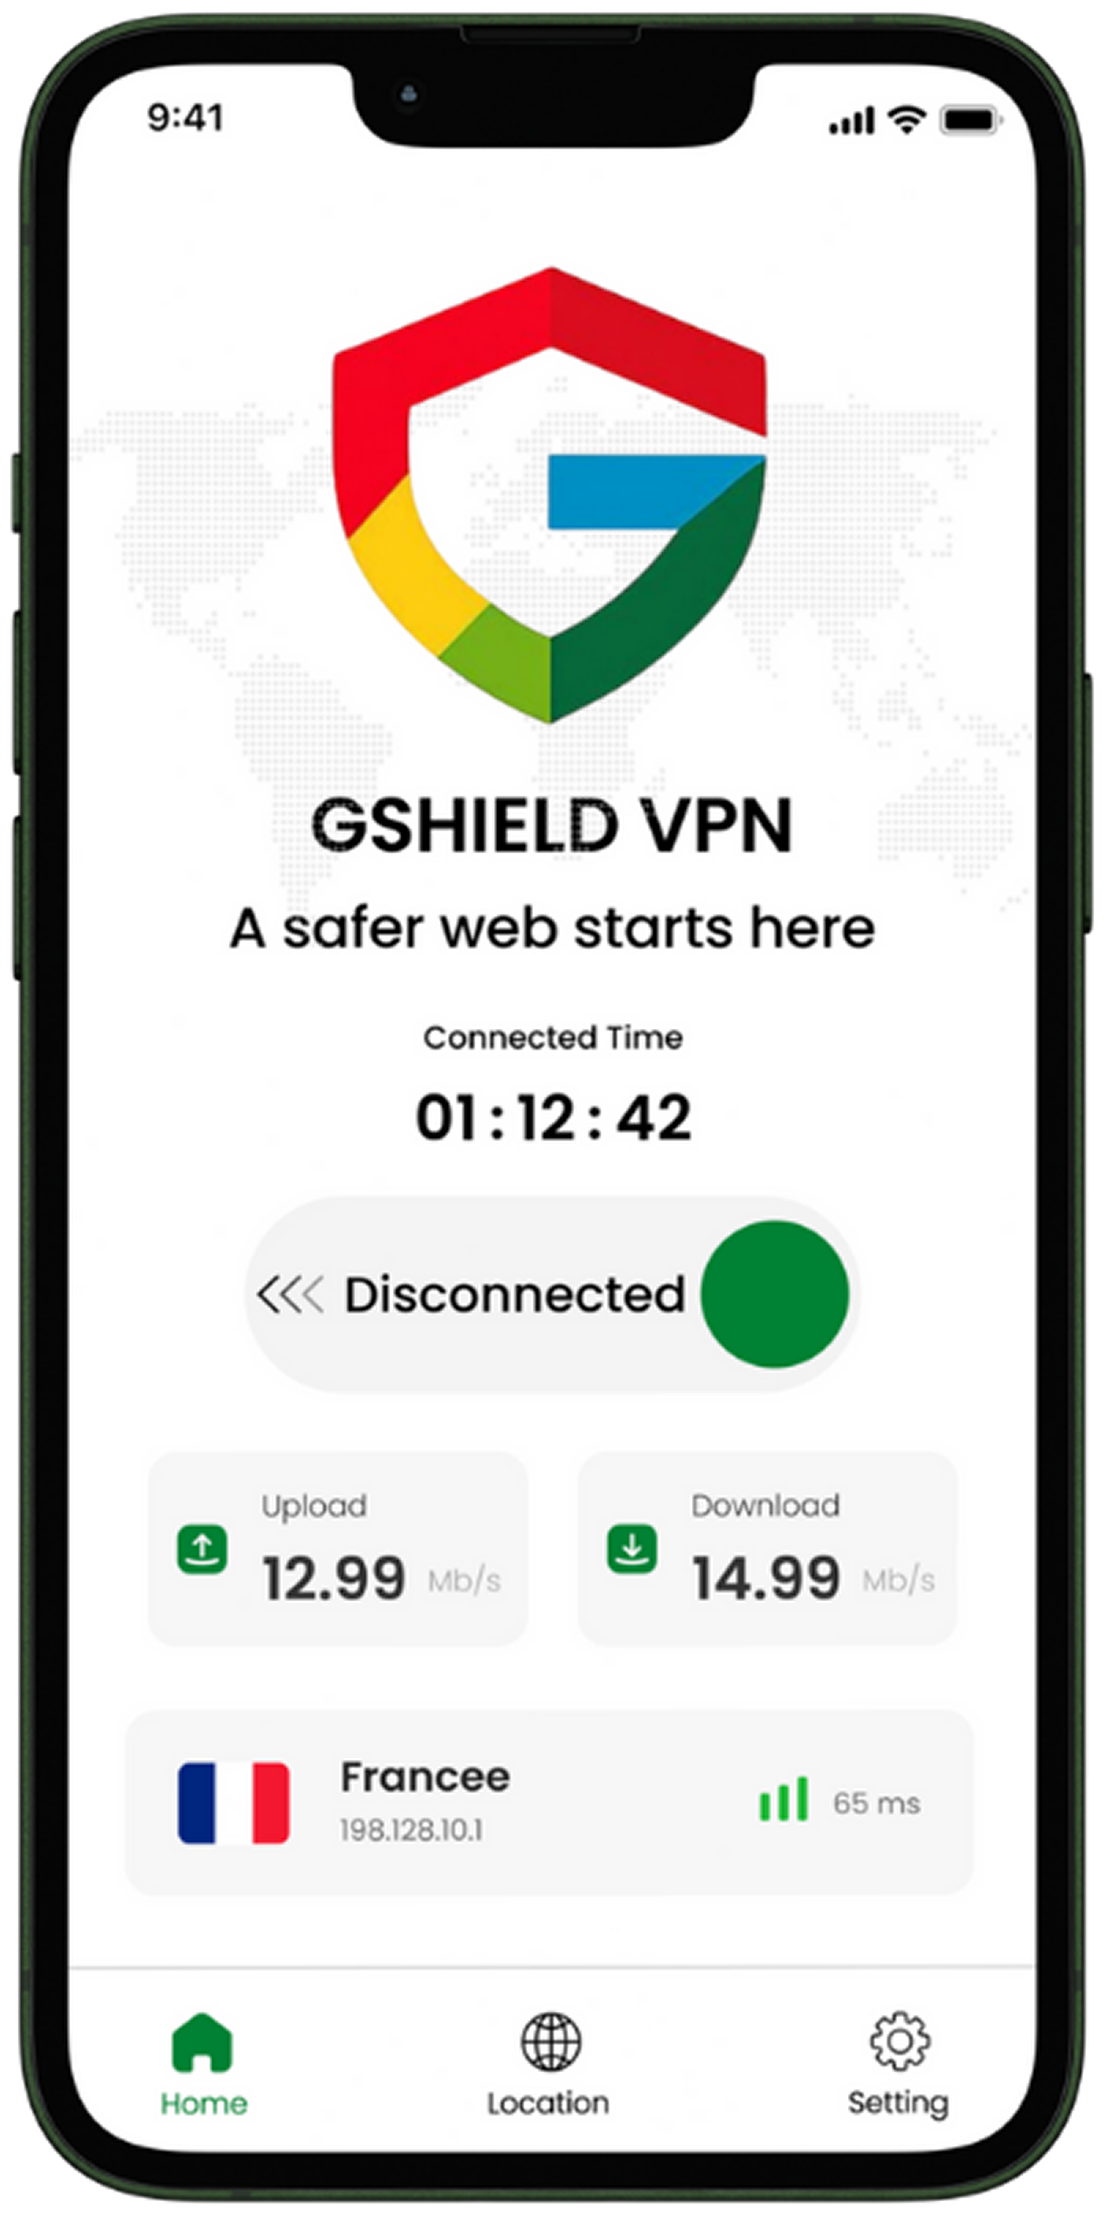 9:41
GSHIELD VPN
A safer web starts here
Connected Time
01 : 12 : 42
Disconnected
Upload
12.99 Mb/s
Download
14.99 Mb/s
Francee
198.128.10.1
65 ms
Home
Location
Setting